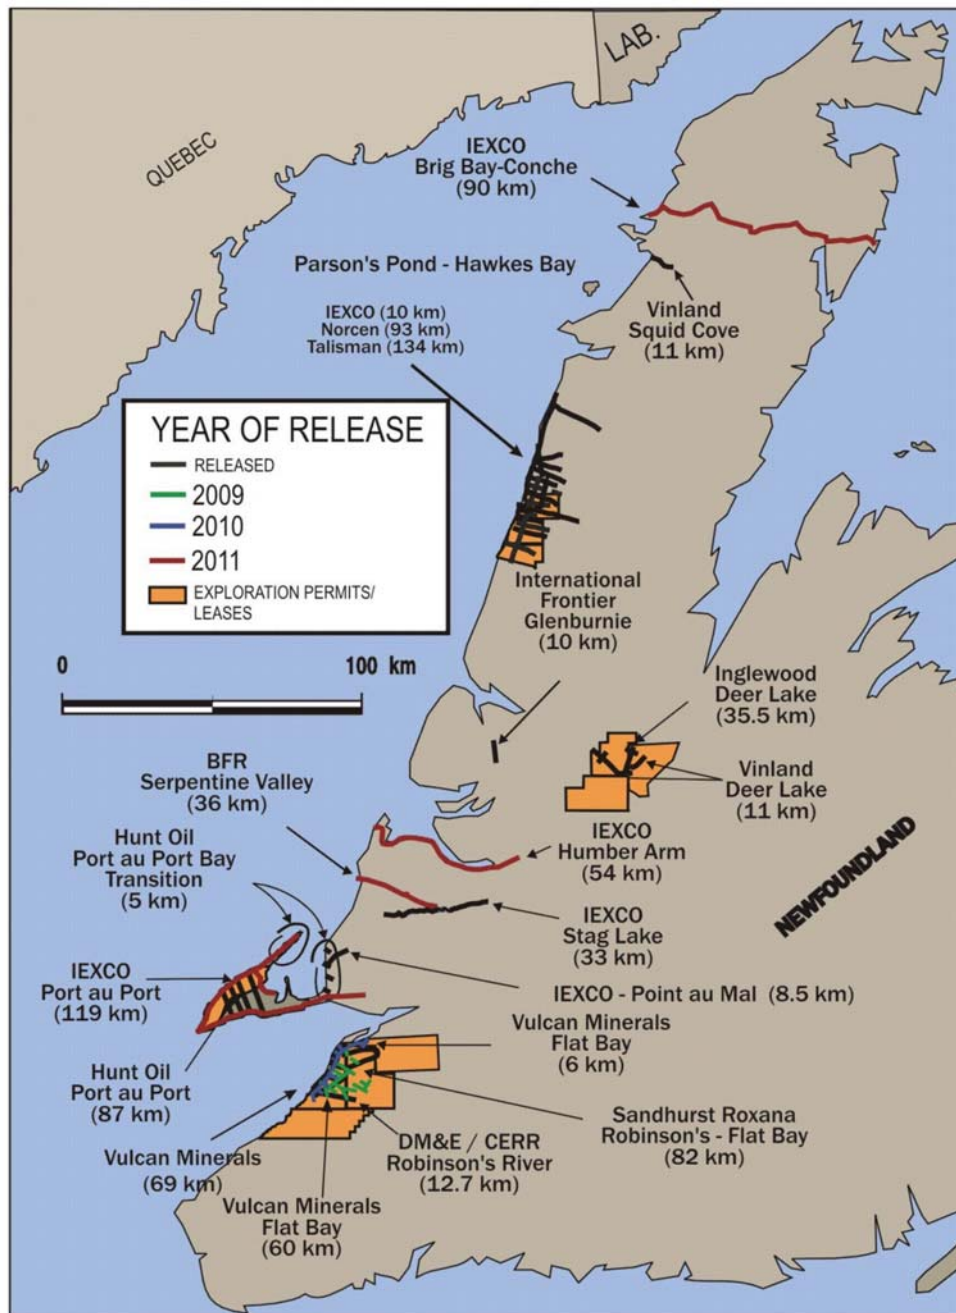 LAB.
QUEBEC
IEXCO
Brig Bay-Conche
(90 km)
Parson's Pond - Hawkes Bay
IEXCO (10 km)
Norcen (93 km)
Talisman (134 km)
Vinland
Squid Cove
(11 km)
YEAR OF RELEASE
RELEASED
2009
2010
2011
EXPLORATION PERMITS/
LEASES
International
Frontier
Glenburnie
(10 km)
0 100 km
Inglewood
Deer Lake
(35.5 km)
BFR
Serpentine Valley
(36 km)
Vinland
Deer Lake
(11 km)
Hunt Oil
Port au Port Bay
Transition
(5 km)
IEXCO
Humber Arm
(54 km)
NEWFOUNDLAND
IEXCO
Stag Lake
(33 km)
IEXCO
Port au Port
(119 km)
IEXCO - Point au Mal (8.5 km)
Vulcan Minerals
Flat Bay
(6 km)
Hunt Oil
Port au Port
(87 km)
Sandhurst Roxana
Robinson's - Flat Bay
(82 km)
DM&E / CERR
Robinson's River
(12.7 km)
Vulcan Minerals
(69 km)
Vulcan Minerals
Flat Bay
(60 km)